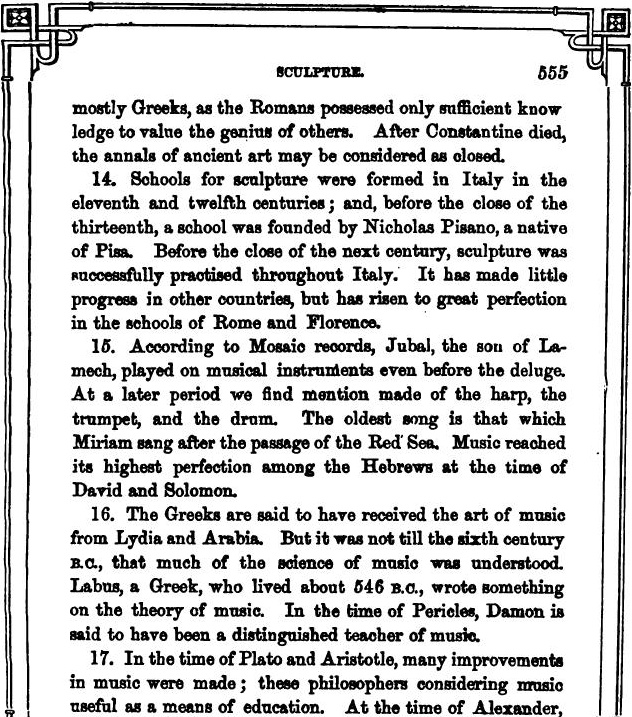 SCULPTURE. 555
mostly Greeks, as the Romans possessed only sufficient know
ledge to value the genius of others. After Constantine died,
the annals of ancient art may be considered as closed.
14. Schools for sculpture were formed in Italy in the
eleventh and twelfth centuries; and, before the close of the
thirteenth, a school was founded by Nicholas Pisano, a native
of Pisa. Before the close of the next century, sculpture was
successfully practised throughout Italy. It has made little
progress in other countries, but has risen to great perfection
in the schools of Rome and Florence.
15. According to Mosaic records, Jubal, the son of La-
mech, played on musical instruments even before the deluge.
At a later period we find mention made of the harp, the
trumpet, and the drum. The oldest song is that which
Miriam sang after the passage of the Red Sea. Music reached
its highest perfection among the Hebrews at the time of
David and Solomon.
16. The Greeks are said to have received the art of music
from Lydia and Arabia. But it was not till the sixth century
B.C., that much of the science of music was understood.
Labus, a Greek, who lived about 546 B.C., wrote something
on the theory of music. In the time of Pericles, Damon is
said to have been a distinguished teacher of music.
17. In the time of Plato and Aristotle, many improvements
in music were made; these philosophers considering music
useful as a means of education. At the time of Alexander,